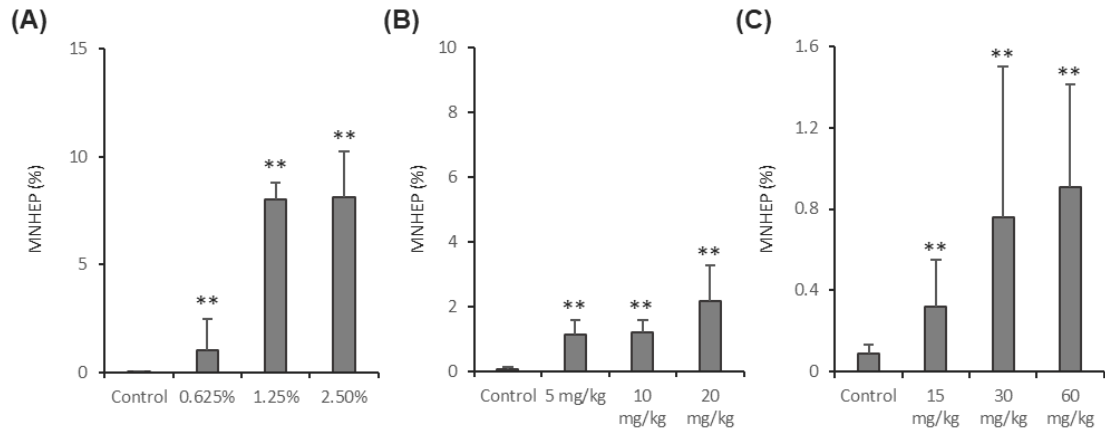 (A)
15
10
5
0
MNHEP (%)
**
**
**
Control 0.625% 1.25% 2.50%
(B)
10
8
6
4
2
0
MNHEP (%)
**
**
**
Control 5 mg/kg 10 20
mg/kg mg/kg
(C)
1.6
1.2
0.8
0.4
0
MNHEP (%)
**
**
**
Control 15 30 60
mg/kg mg/kg mg/kg